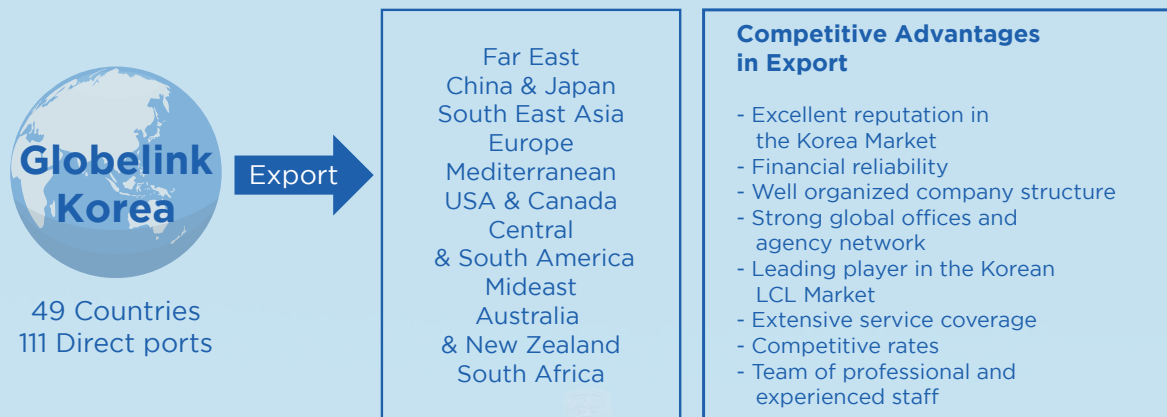 Globelink
Korea
49 Countries
111 Direct ports
Export
Far East
China & Japan
South East Asia
Europe
Mediterranean
USA & Canada
Central
& South America
Mideast
Australia
& New Zealand
South Africa
Competitive Advantages
in Export
- Excellent reputation in
the Korea Market
- Financial reliability
- Well organized company structure
- Strong global offices and
agency network
- Leading player in the Korean
LCL Market
- Extensive service coverage
- Competitive rates
- Team of professional and
experienced staff